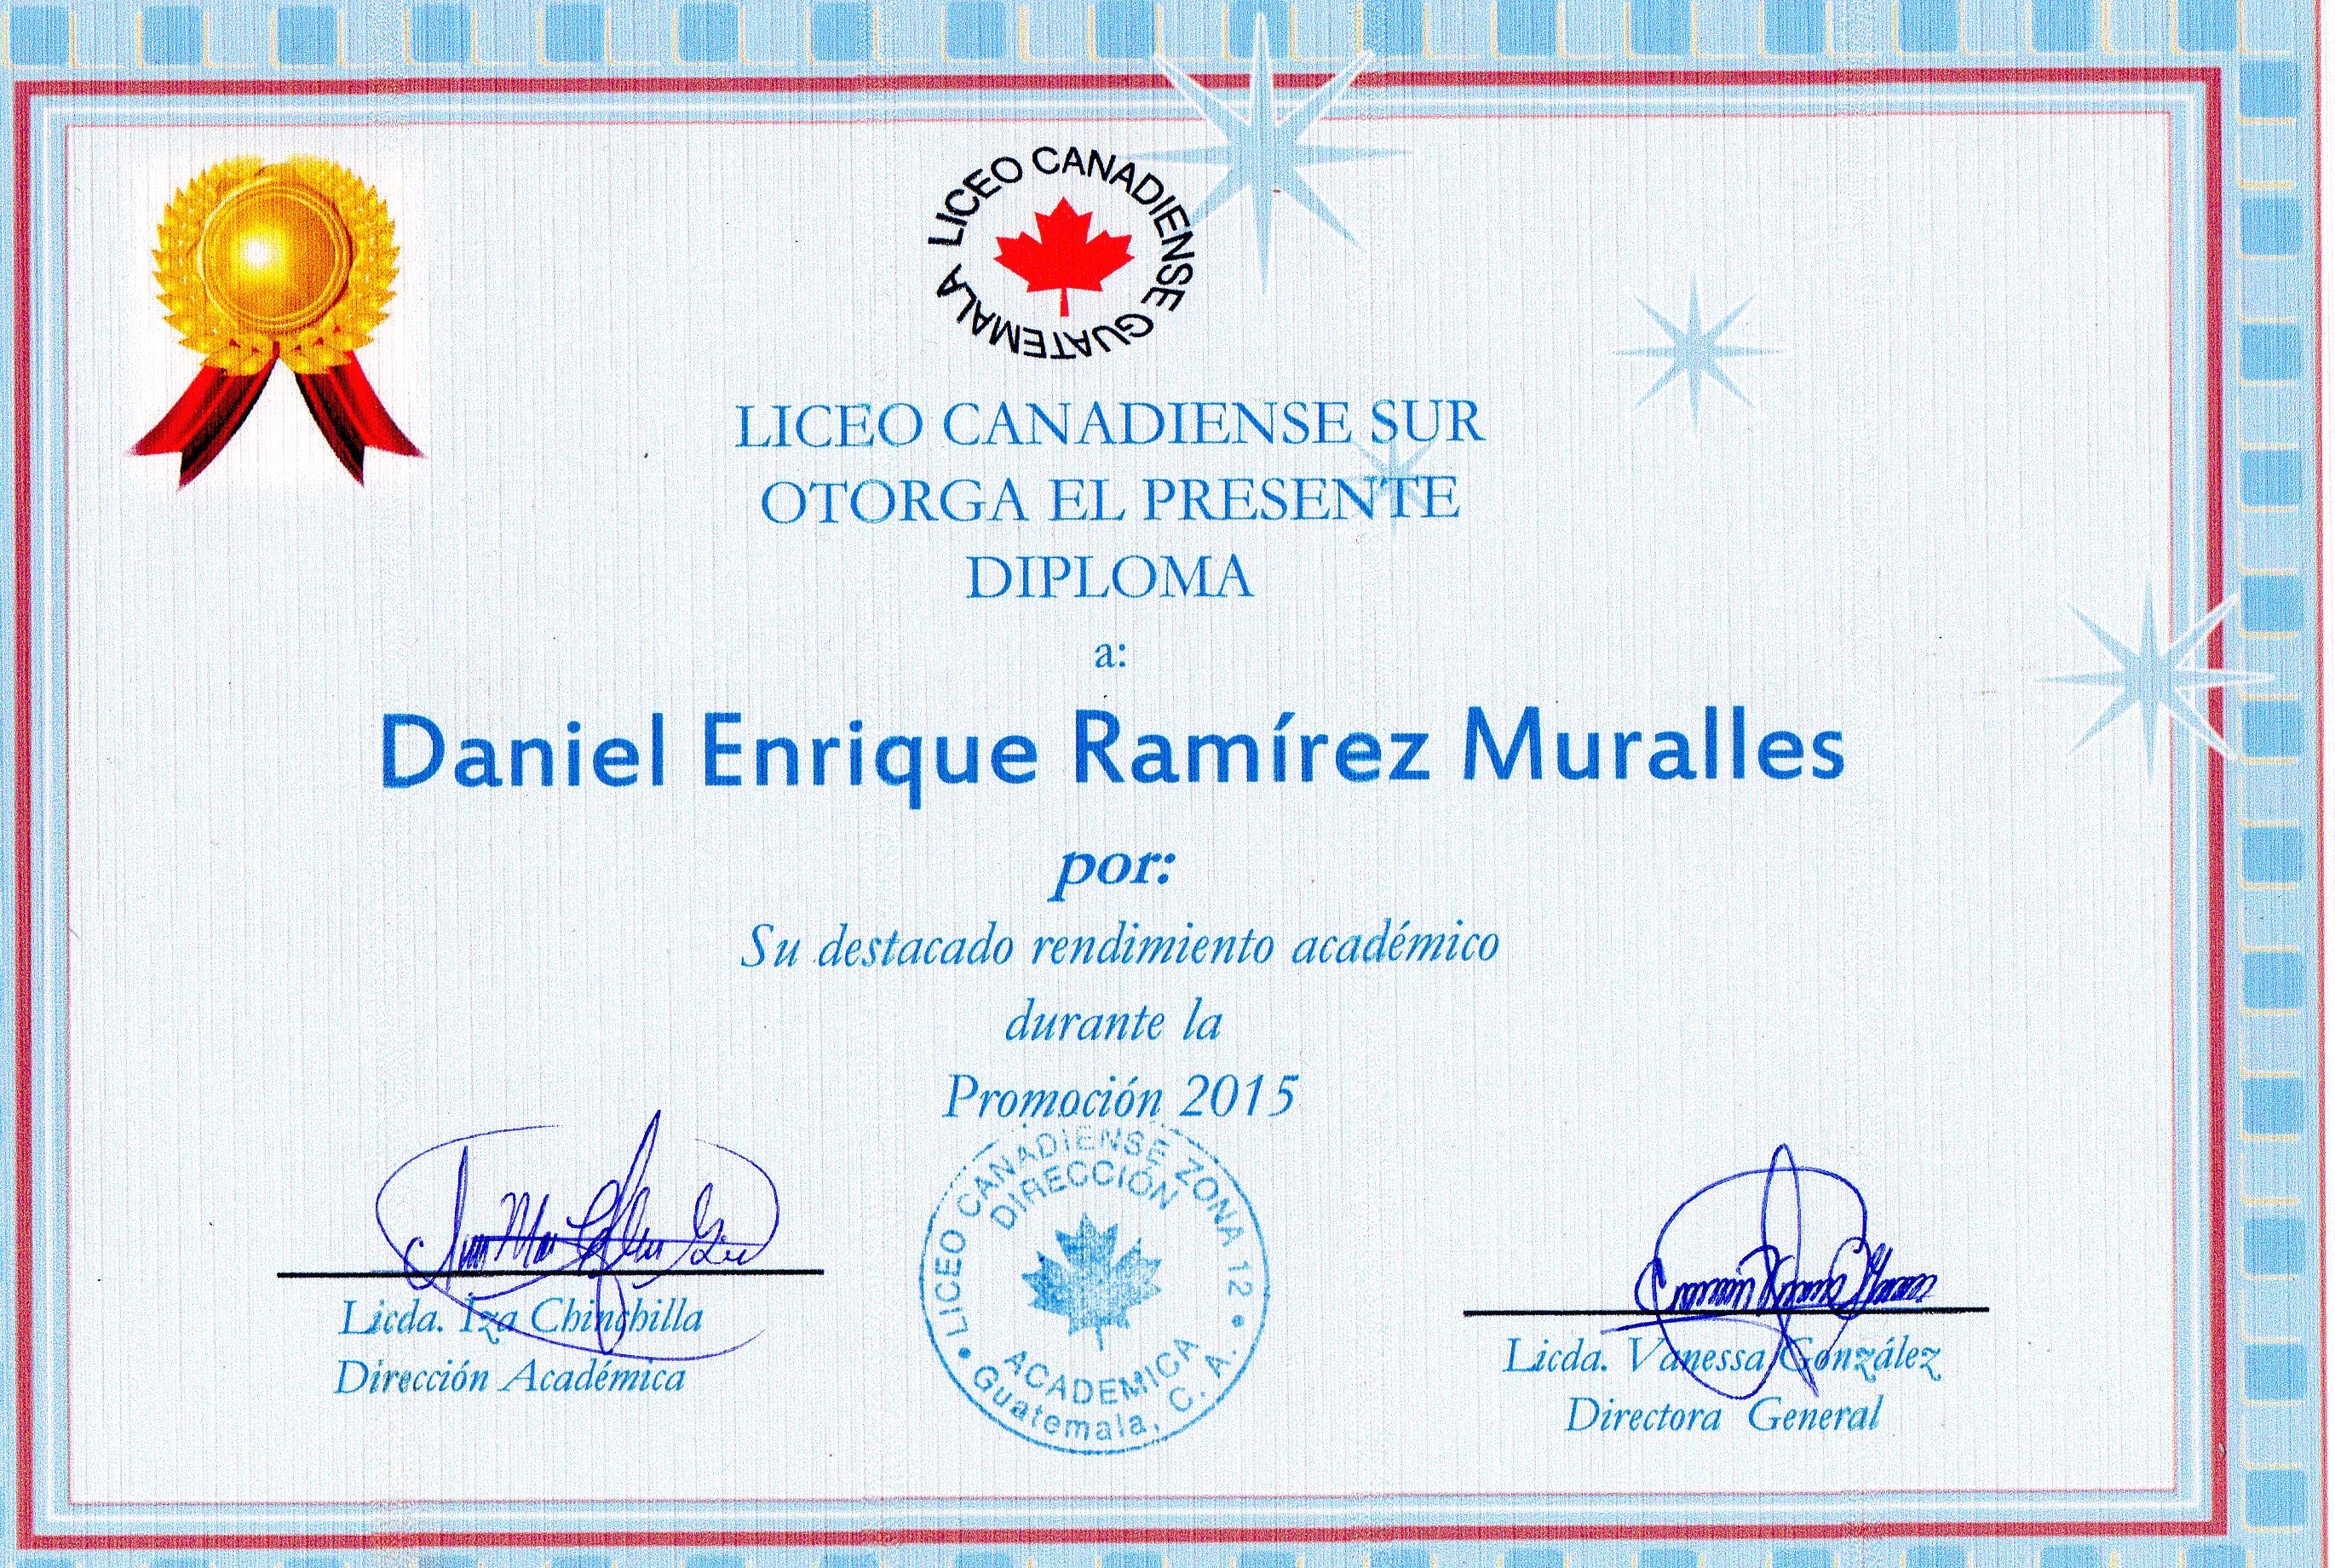 LICEO CANADIENSE GUATEMALA
LICEO CANADIENSE SUR
OTORGA EL PRESENTE
DIPLOMA
a:
Daniel Enrique Ramírez Muralles
por:
Su destacado rendimiento académico
durante la
Promoción 2015
LICEO CANADIENSE ZONA 12
DIRECCIÓN
ACADEMICA
Guatemala, C. A.
Licda. Iza Chinchilla
Dirección Académica
Licda. Vanessa González
Directora General